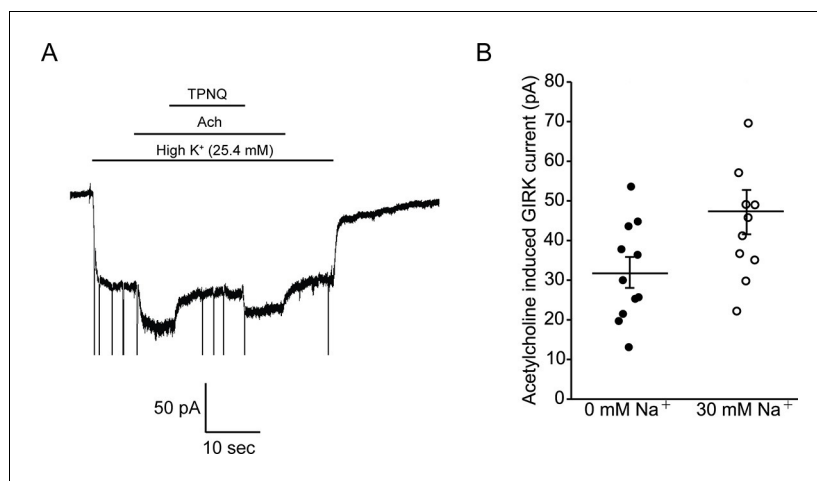 A
TPNQ
Ach
High K⁺ (25.4 mM)
50 pA
10 sec
B
Acetylcholine induced GIRK current (pA)
80
70
60
50
40
30
20
10
0
0 mM Na⁺
30 mM Na⁺